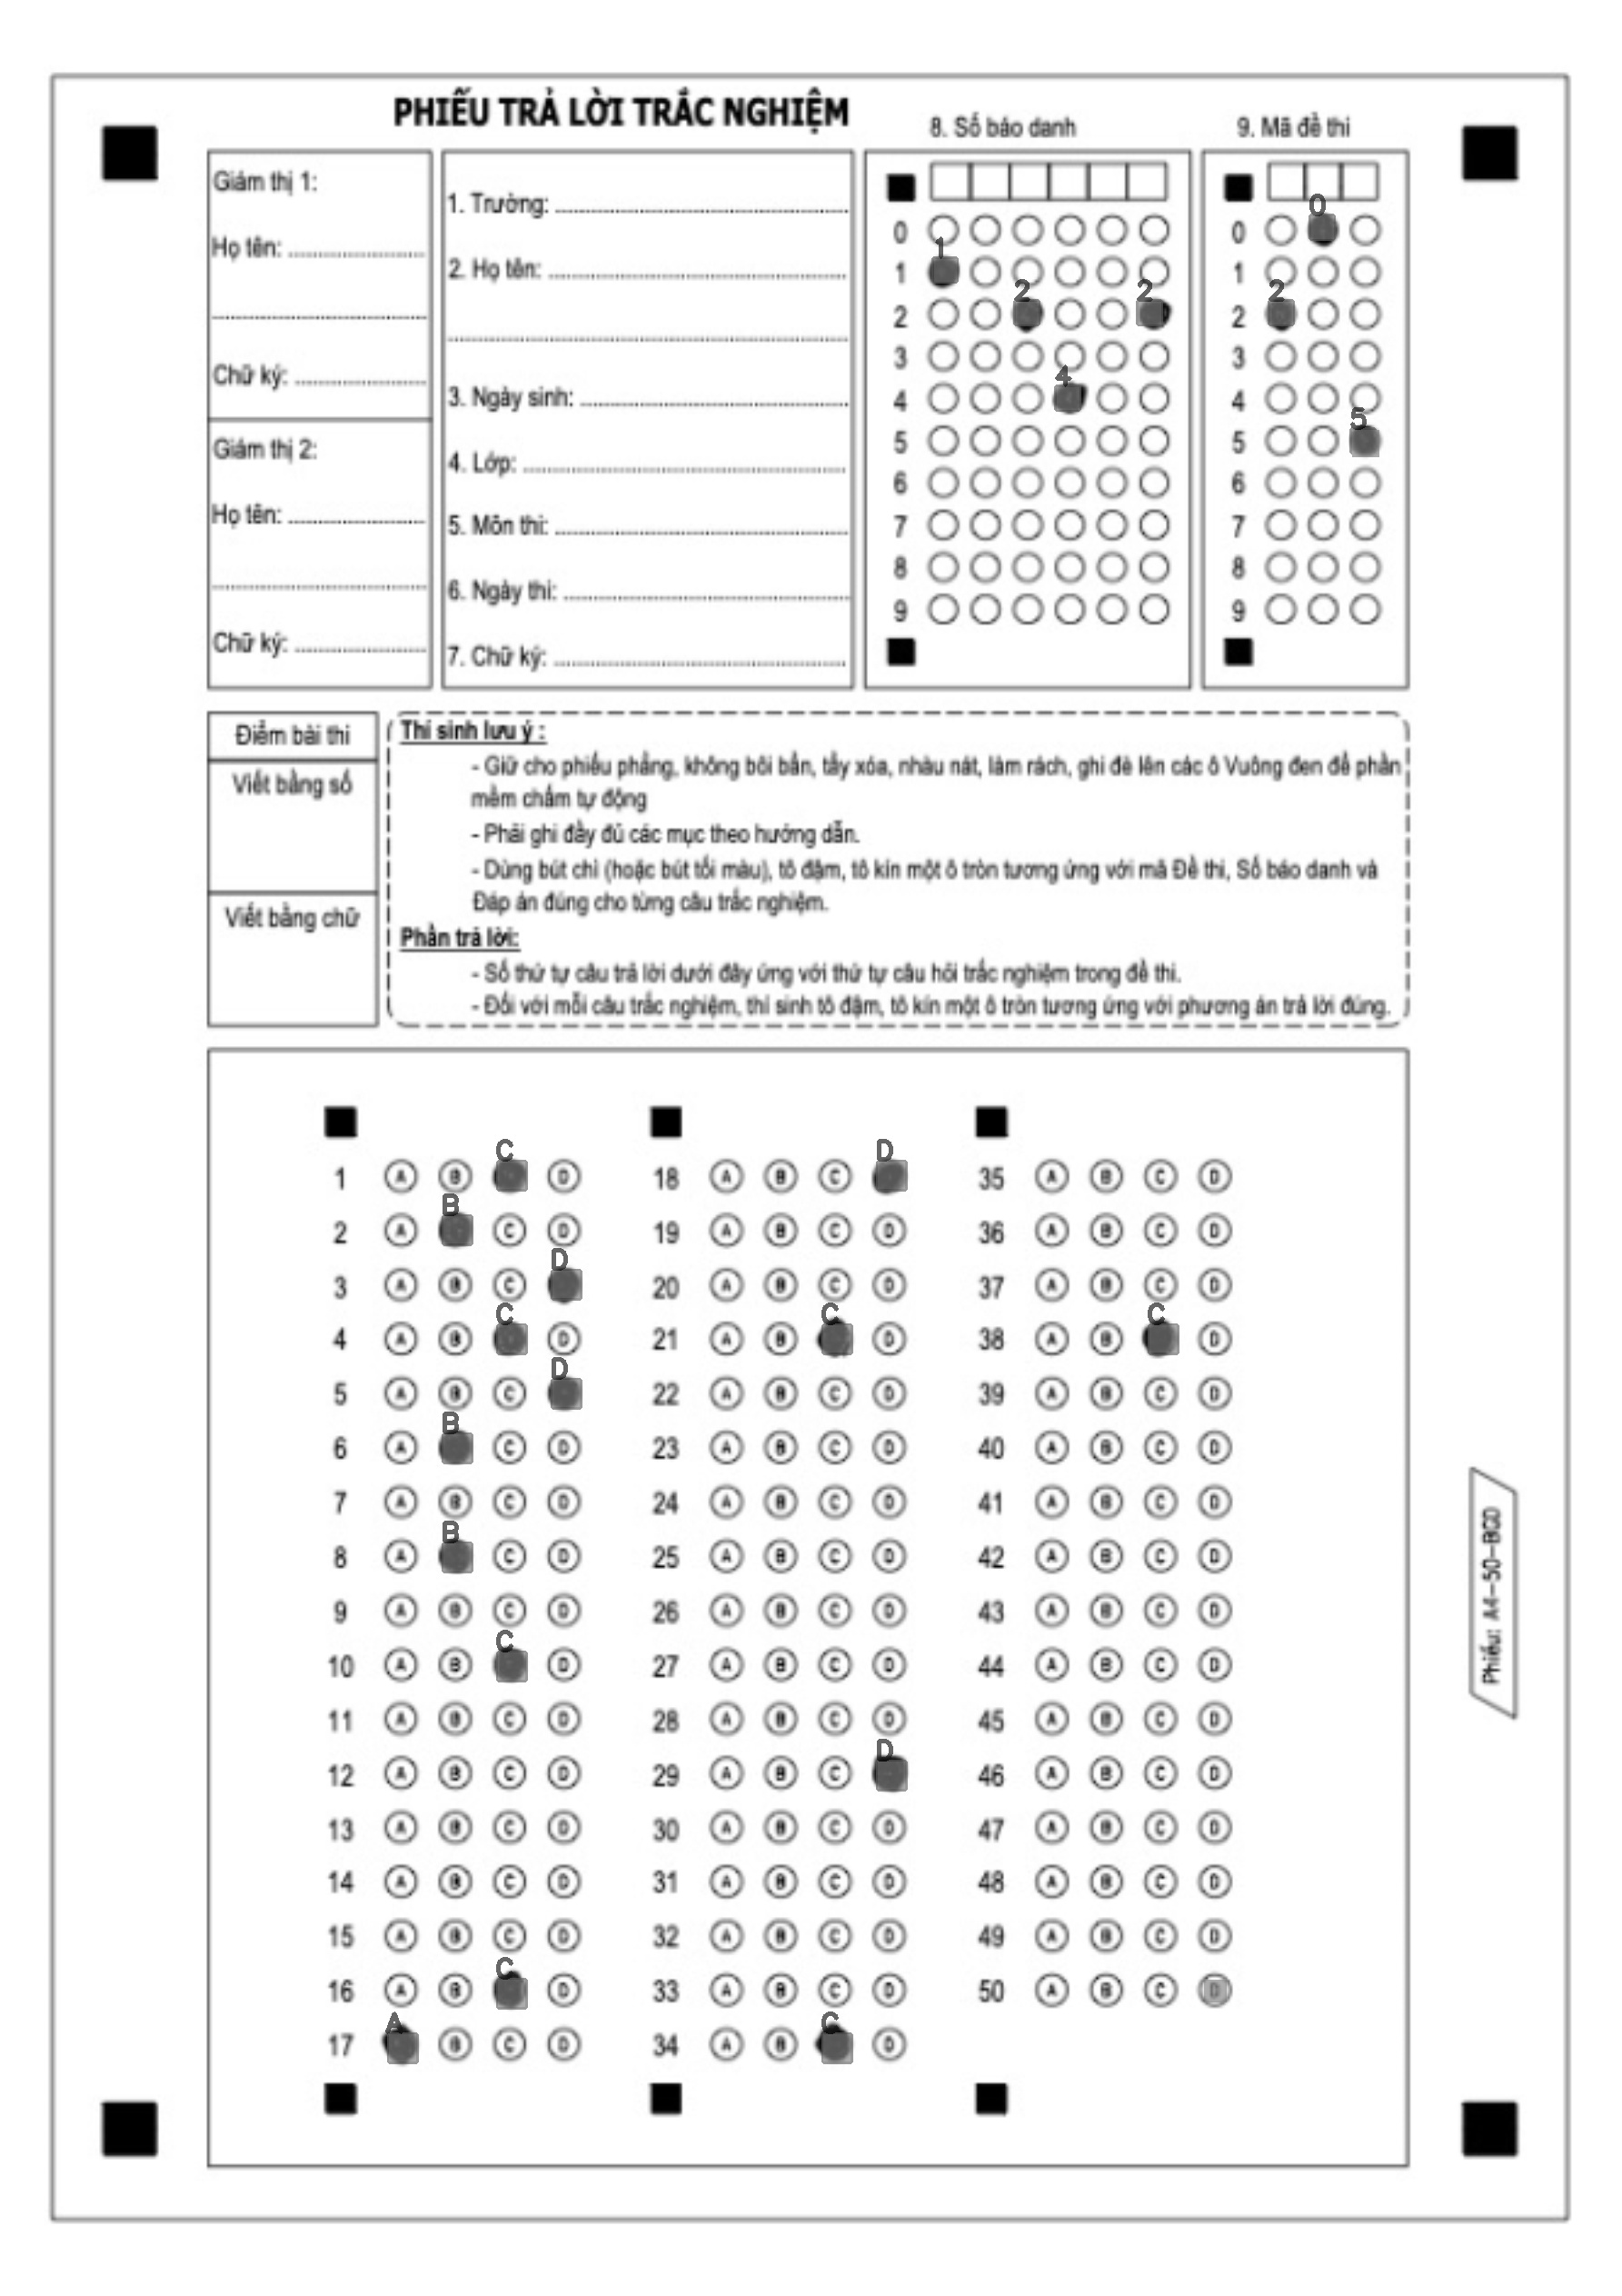 PHIẾU TRẢ LỜI TRẮC NGHIỆM
Giám thị 1:
Họ tên:
Chữ ký:
Giám thị 2:
Họ tên:
Chữ ký:
1. Trường:
2. Họ tên:
3. Ngày sinh:
4. Lớp:
5. Môn thi:
6. Ngày thi:
7. Chữ ký:
8. Số báo danh
0
1 1
2 2 2
3
4 4
5
6
7
8
9
9. Mã đề thi
0 0
1
2 2
3
4
5 5
6
7
8
9
Điểm bài thi
Viết bằng số
Viết bằng chữ
Thí sinh lưu ý :
- Giữ cho phiếu phẳng, không bôi bẩn, tẩy xóa, nhàu nát, làm rách, ghi đè lên các ô Vuông đen để phần
mềm chấm tự động
- Phải ghi đầy đủ các mục theo hướng dẫn.
- Dùng bút chì (hoặc bút tối màu), tô đậm, tô kín một ô tròn tương ứng với mã Đề thi, Số báo danh và
Đáp án đúng cho từng câu trắc nghiệm.
Phần trả lời:
- Số thứ tự câu trả lời dưới đây ứng với thứ tự câu hỏi trắc nghiệm trong đề thi.
- Đối với mỗi câu trắc nghiệm, thí sinh tô đậm, tô kín một ô tròn tương ứng với phương án trả lời đúng.
1 A B C D
2 A B C D
3 A B C D
4 A B C D
5 A B C D
6 A B C D
7 A B C D
8 A B C D
9 A B C D
10 A B C D
11 A B C D
12 A B C D
13 A B C D
14 A B C D
15 A B C D
16 A B C D
17 A B C D
18 A B C D
19 A B C D
20 A B C D
21 A B C D
22 A B C D
23 A B C D
24 A B C D
25 A B C D
26 A B C D
27 A B C D
28 A B C D
29 A B C D
30 A B C D
31 A B C D
32 A B C D
33 A B C D
34 A B C D
35 A B C D
36 A B C D
37 A B C D
38 A B C D
39 A B C D
40 A B C D
41 A B C D
42 A B C D
43 A B C D
44 A B C D
45 A B C D
46 A B C D
47 A B C D
48 A B C D
49 A B C D
50 A B C D
Phiếu: A4-50-BGD